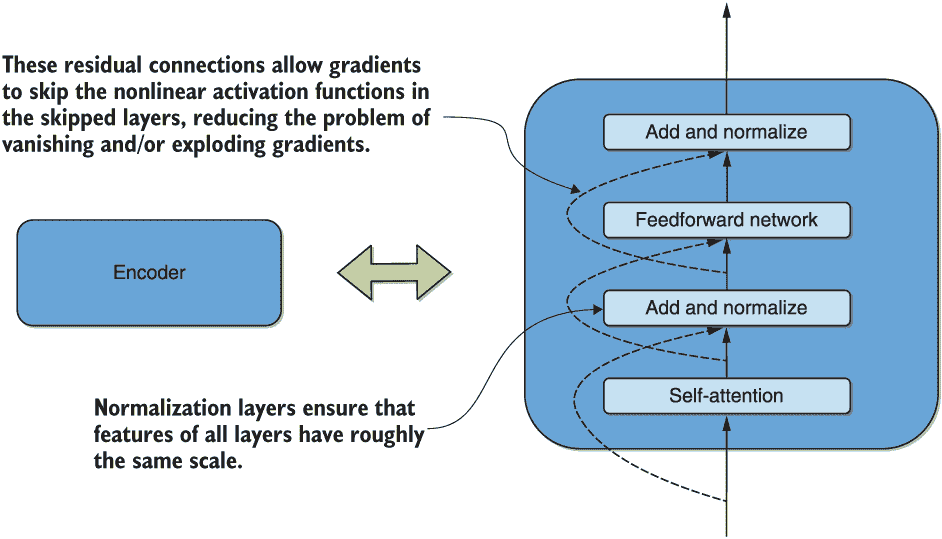 These residual connections allow gradients
to skip the nonlinear activation functions in
the skipped layers, reducing the problem of
vanishing and/or exploding gradients.
Add and normalize
Feedforward network
Encoder
Add and normalize
Self-attention
Normalization layers ensure that
features of all layers have roughly
the same scale.